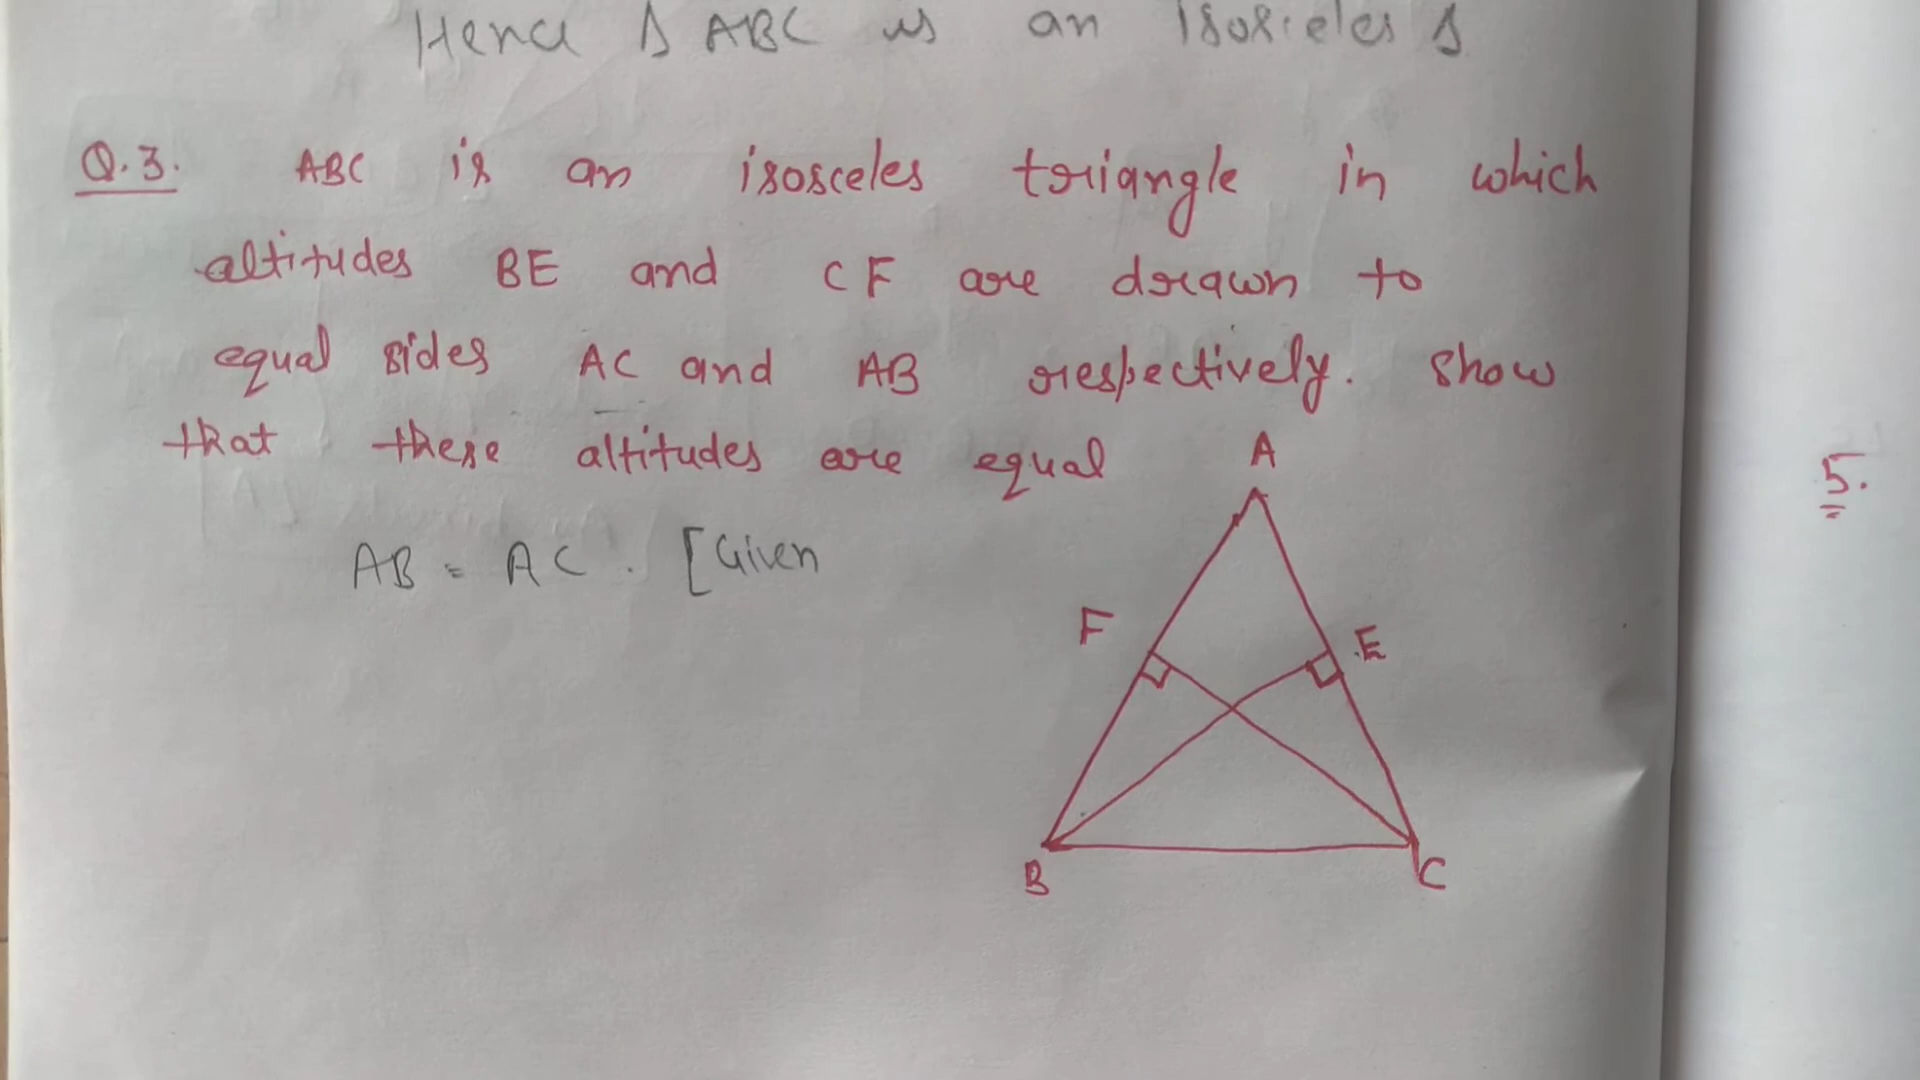 Hence Δ ABC is an Isosceles Δ
Q.3. ABC is an isosceles triangle in which
altitudes BE and CF are drawn to
equal sides AC and AB respectively. Show
that these altitudes are equal
AB = AC . [Given
A
F
E
B
C
5.